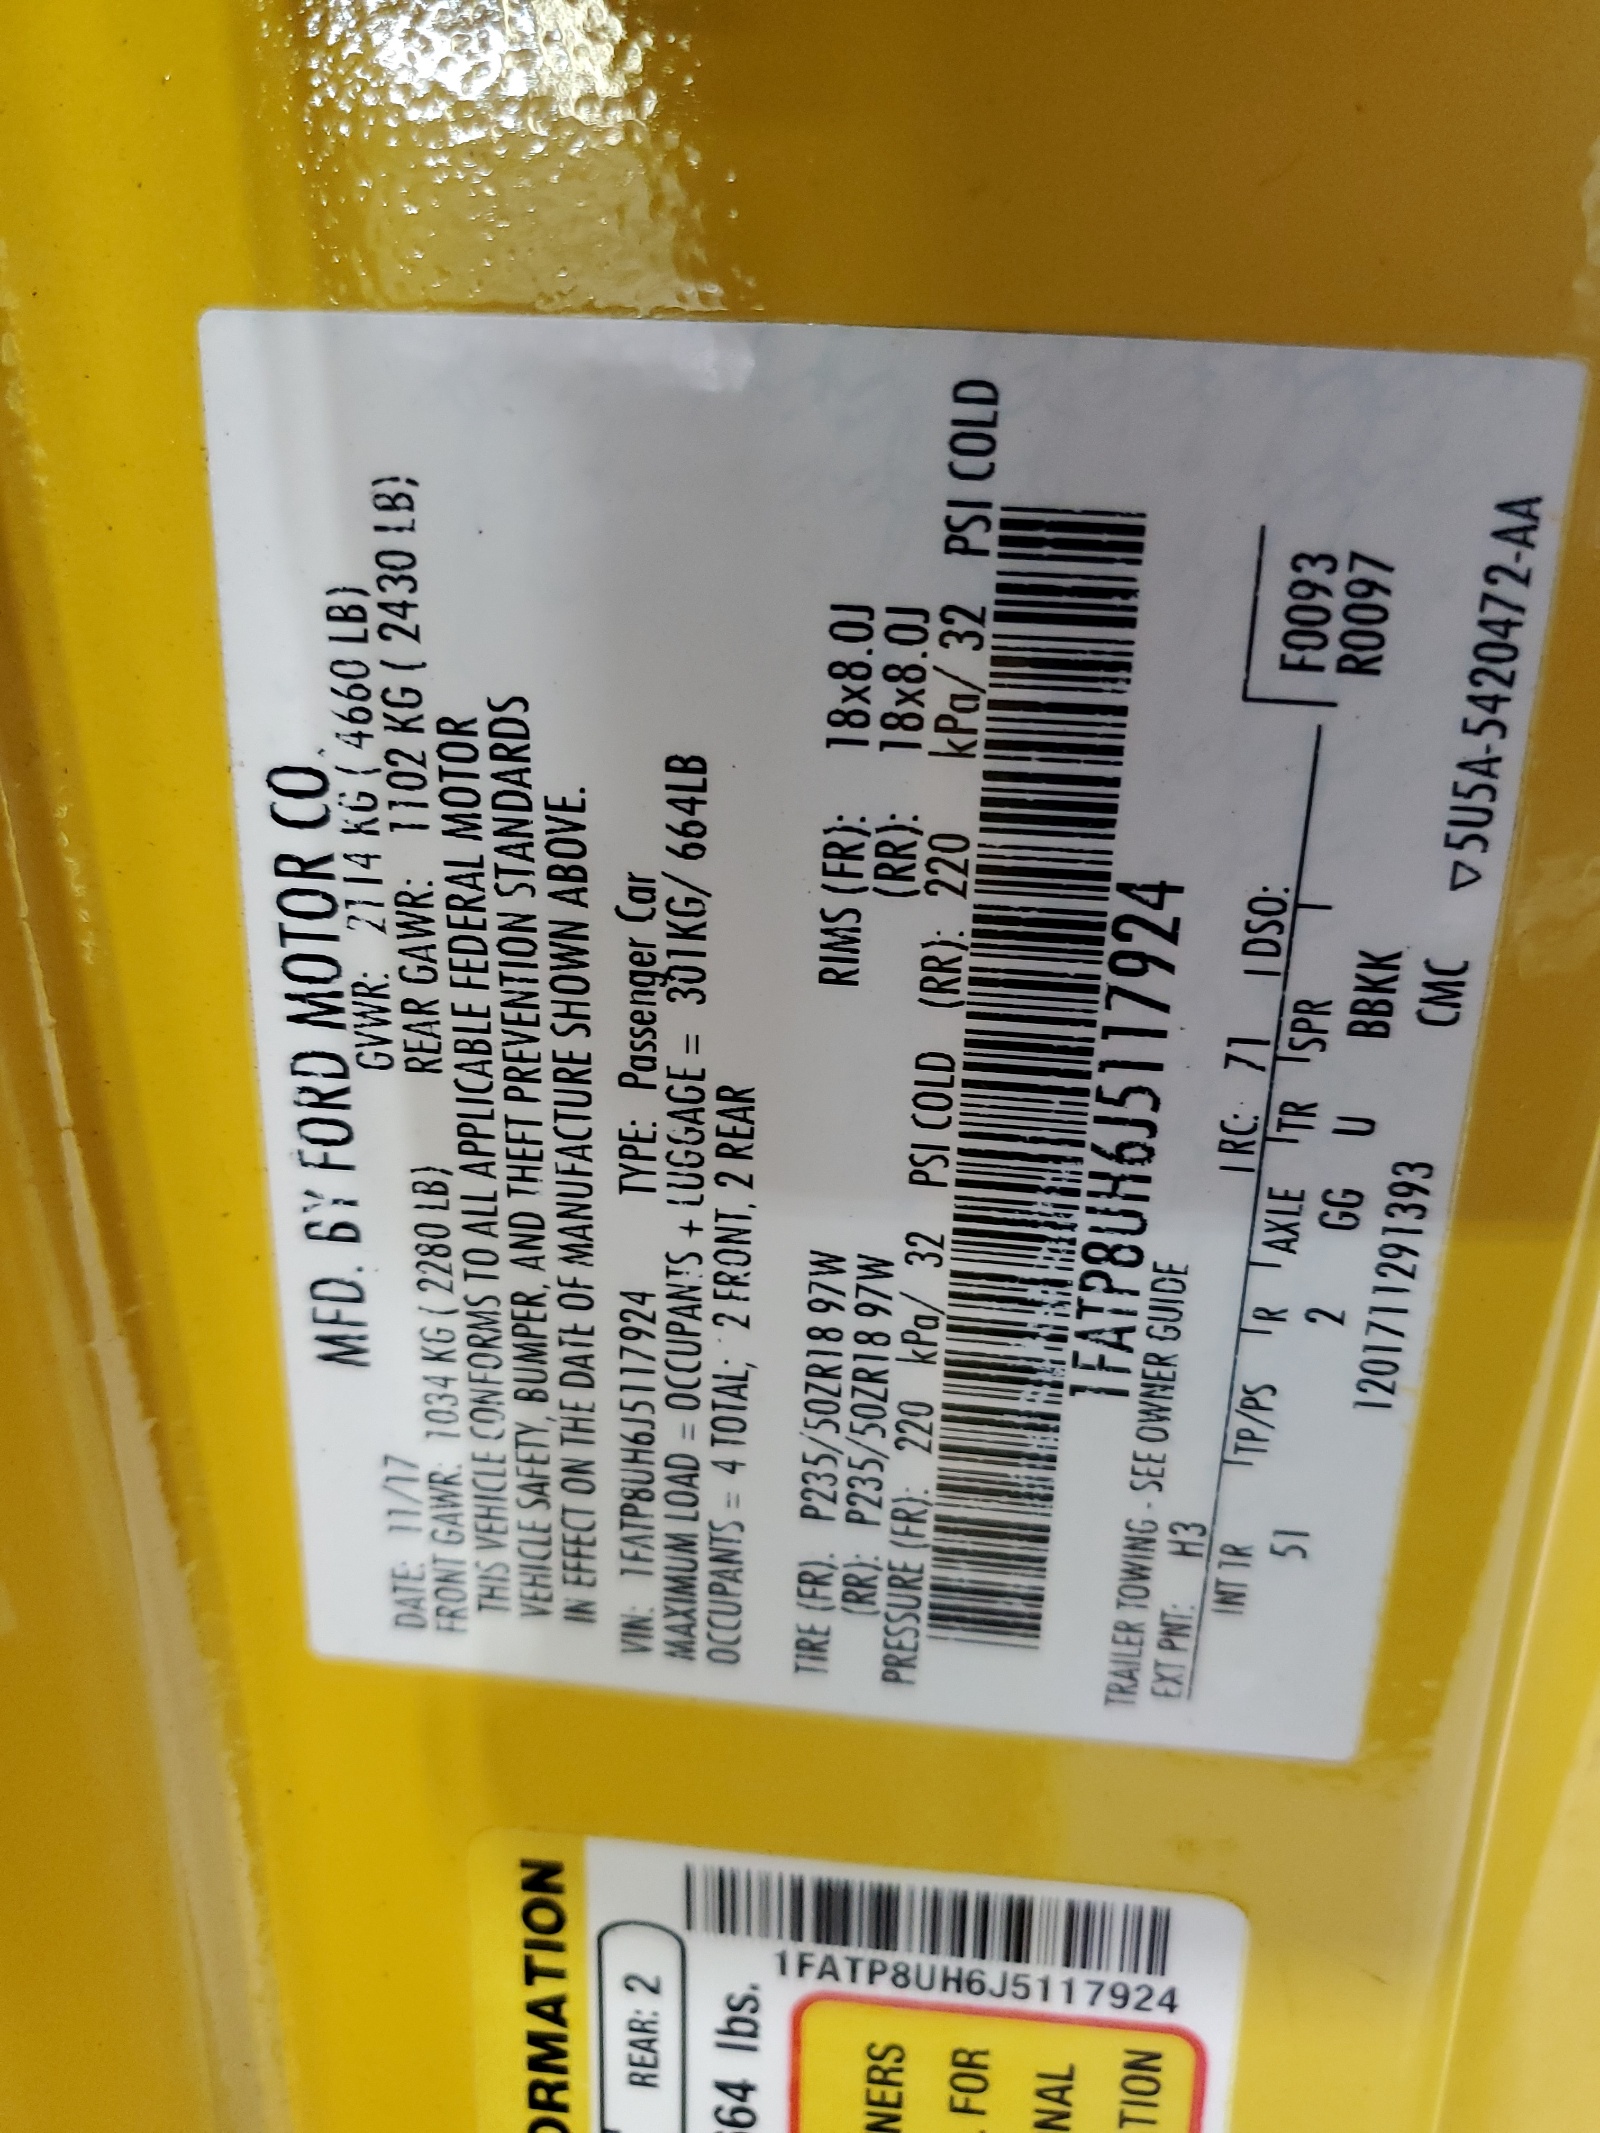 MFD. BY FORD MOTOR CO.
DATE: 11/17 GVWR: 2114 KG ( 4660 LB)
FRONT GAWR: 1034 KG ( 2280 LB) REAR GAWR: 1102 KG ( 2430 LB)
THIS VEHICLE CONFORMS TO ALL APPLICABLE FEDERAL MOTOR
VEHICLE SAFETY, BUMPER, AND THEFT PREVENTION STANDARDS
IN EFFECT ON THE DATE OF MANUFACTURE SHOWN ABOVE.
VIN: 1FATP8UH6J5117924 TYPE: Passenger Car
MAXIMUM LOAD = OCCUPANTS + LUGGAGE = 301KG/ 664LB
OCCUPANTS = 4 TOTAL; 2 FRONT, 2 REAR
TIRE (FR): P235/50ZR18 97W RIMS (FR): 18x8.0J
(RR): P235/50ZR18 97W (RR): 18x8.0J
PRESSURE (FR): 220 kPa/ 32 PSI COLD (RR): 220 kPa/ 32 PSI COLD
1FATP8UH6J5117924
TRAILER TOWING - SEE OWNER GUIDE
EXT PNT: H3 RC: 71 DSO:
INT TR TP/PS R AXLE TR SPR
51 2 GG U BBKK
F0093
R0097
1201711291393 CMC
▽5U5A-5420472-AA
ORMATION
REAR: 2
64 lbs.
1FATP8UH6J5117924
NERS
FOR
NAL
TION